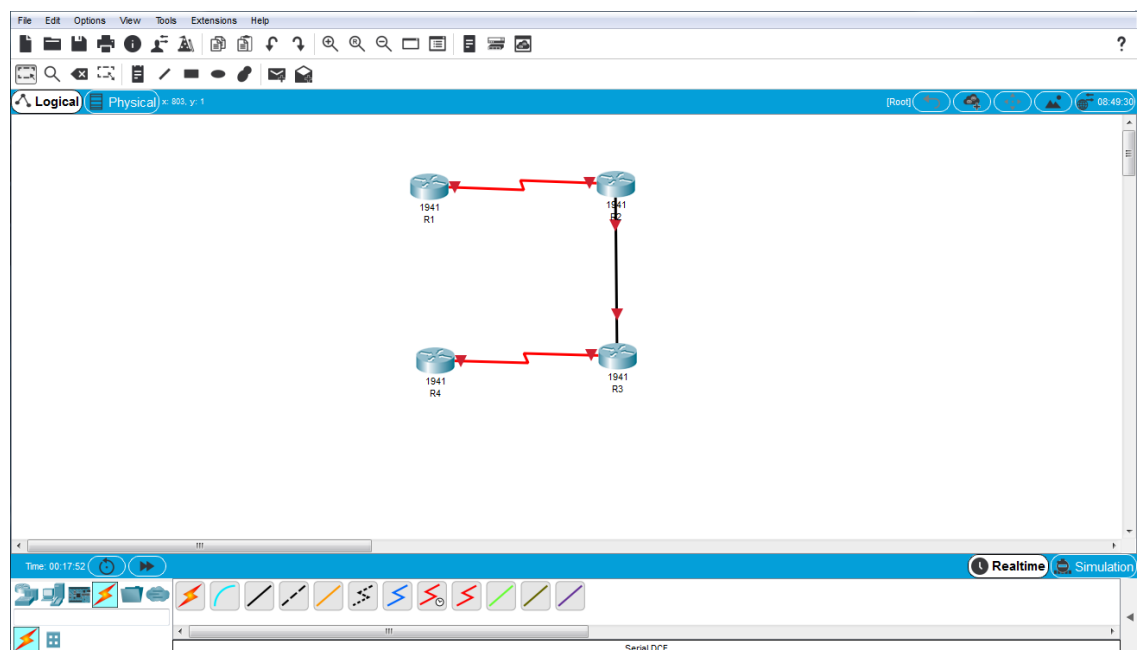 File Edit Options View Tools Extensions Help
?
Logical Physical x: 803, y: 1 [Root] 08:49:30
1941
R1
1941
R2
1941
R4
1941
R3
Time: 00:17:52 Realtime Simulation
Serial DCE